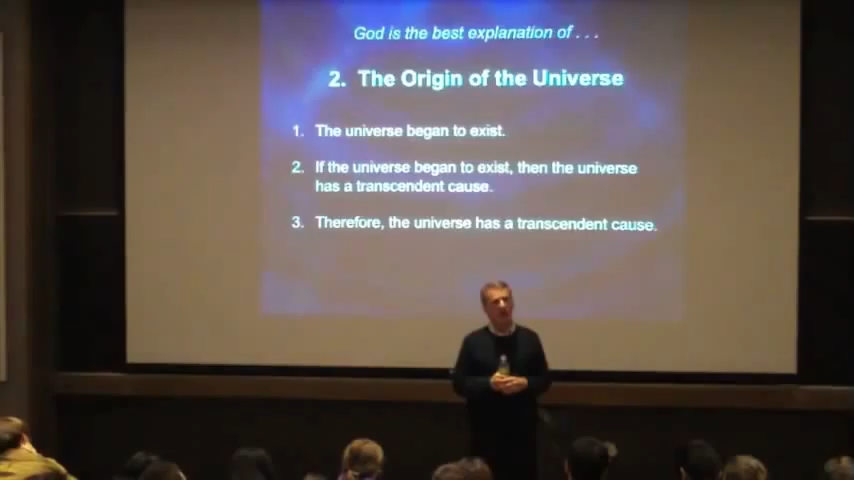 God is the best explanation of . . .
2. The Origin of the Universe
1. The universe began to exist.
2. If the universe began to exist, then the universe
has a transcendent cause.
3. Therefore, the universe has a transcendent cause.